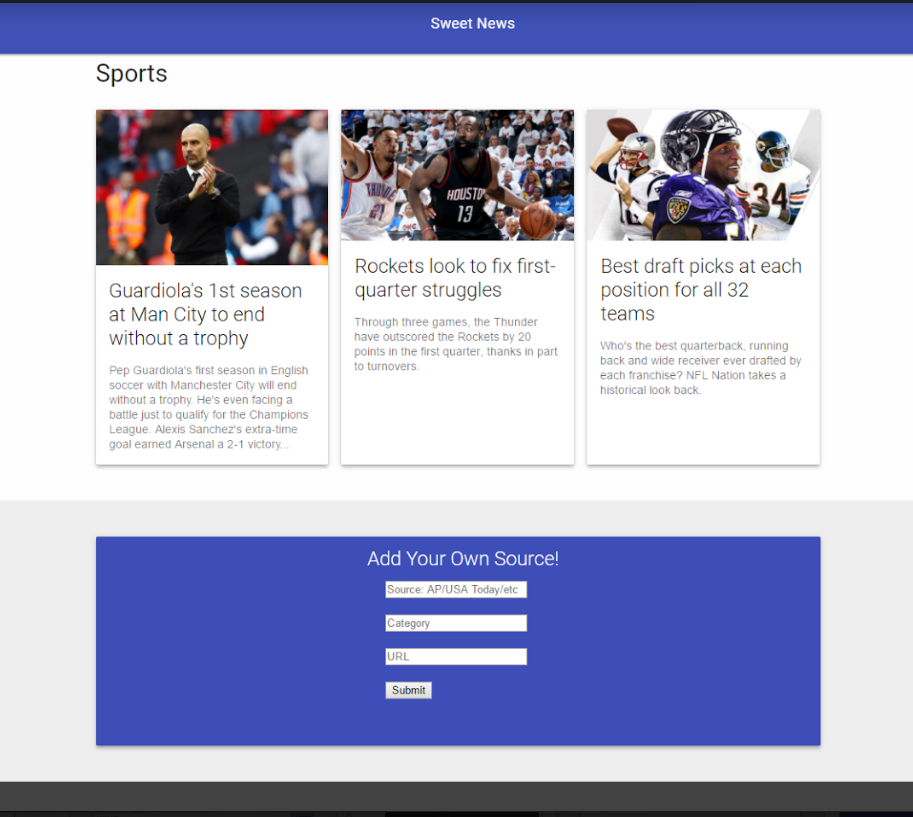 Sweet News
Sports
THUNDER
21
HOUSTON
13
34
Guardiola's 1st season
at Man City to end
without a trophy
Pep Guardiola's first season in English
soccer with Manchester City will end
without a trophy. He's even facing a
battle just to qualify for the Champions
League. Alexis Sanchez's extra-time
goal earned Arsenal a 2-1 victory...
Rockets look to fix first-
quarter struggles
Through three games, the Thunder
have outscored the Rockets by 20
points in the first quarter, thanks in part
to turnovers.
Best draft picks at each
position for all 32
teams
Who's the best quarterback, running
back and wide receiver ever drafted by
each franchise? NFL Nation takes a
historical look back.
Add Your Own Source!
Source: AP/USA Today/etc
Category
URL
Submit